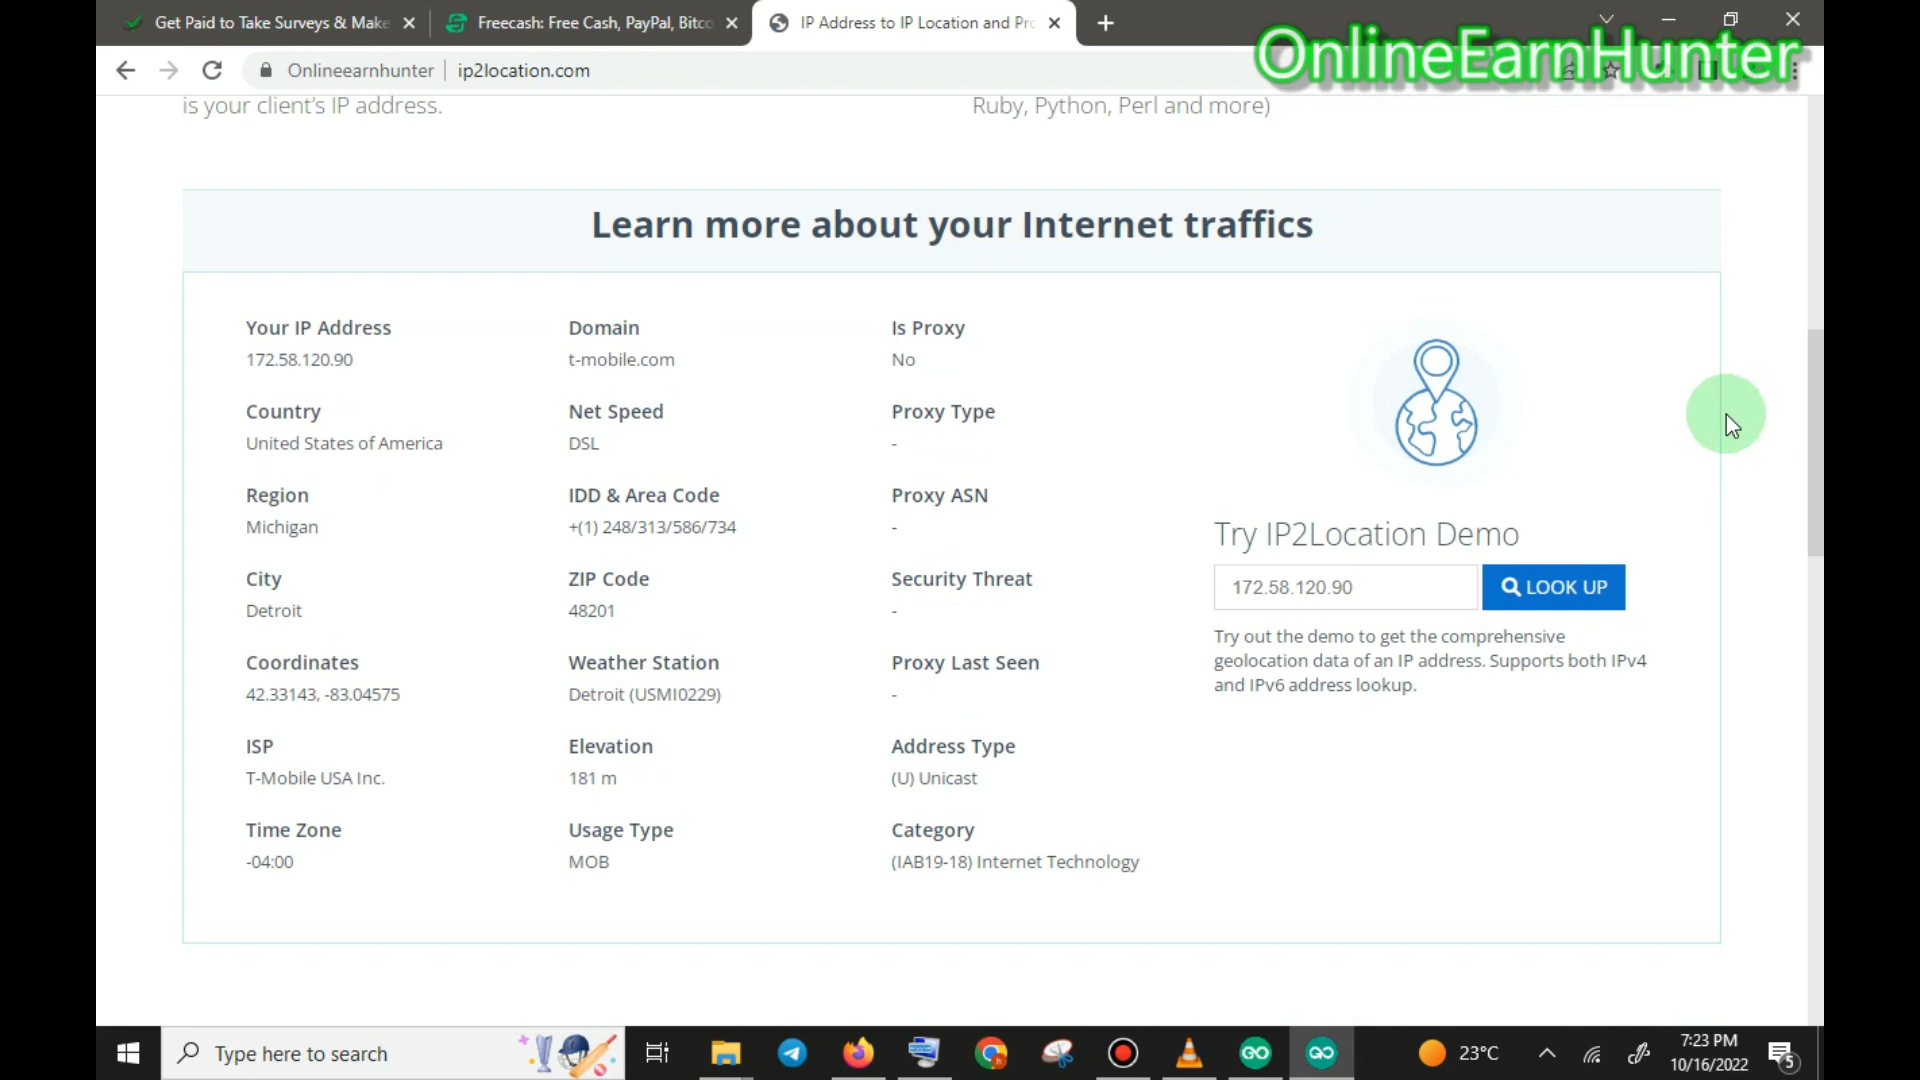 Get Paid to Take Surveys & Make
Freecash: Free Cash, PayPal, Bitco
IP Address to IP Location and Pro
OnlineEarnHunter
Onlineearnhunter
ip2location.com
is your client's IP address.
Ruby, Python, Perl and more)
Learn more about your Internet traffics
Your IP Address
172.58.120.90
Domain
t-mobile.com
Is Proxy
No
Country
United States of America
Net Speed
DSL
Proxy Type
-
Region
Michigan
IDD & Area Code
+(1) 248/313/586/734
Proxy ASN
-
City
Detroit
ZIP Code
48201
Security Threat
-
Coordinates
42.33143, -83.04575
Weather Station
Detroit (USMI0229)
Proxy Last Seen
-
ISP
T-Mobile USA Inc.
Elevation
181 m
Address Type
(U) Unicast
Time Zone
-04:00
Usage Type
MOB
Category
(IAB19-18) Internet Technology
Try IP2Location Demo
172.58.120.90
LOOK UP
Try out the demo to get the comprehensive
geolocation data of an IP address. Supports both IPv4
and IPv6 address lookup.
Type here to search
23°C
7:23 PM
10/16/2022
5